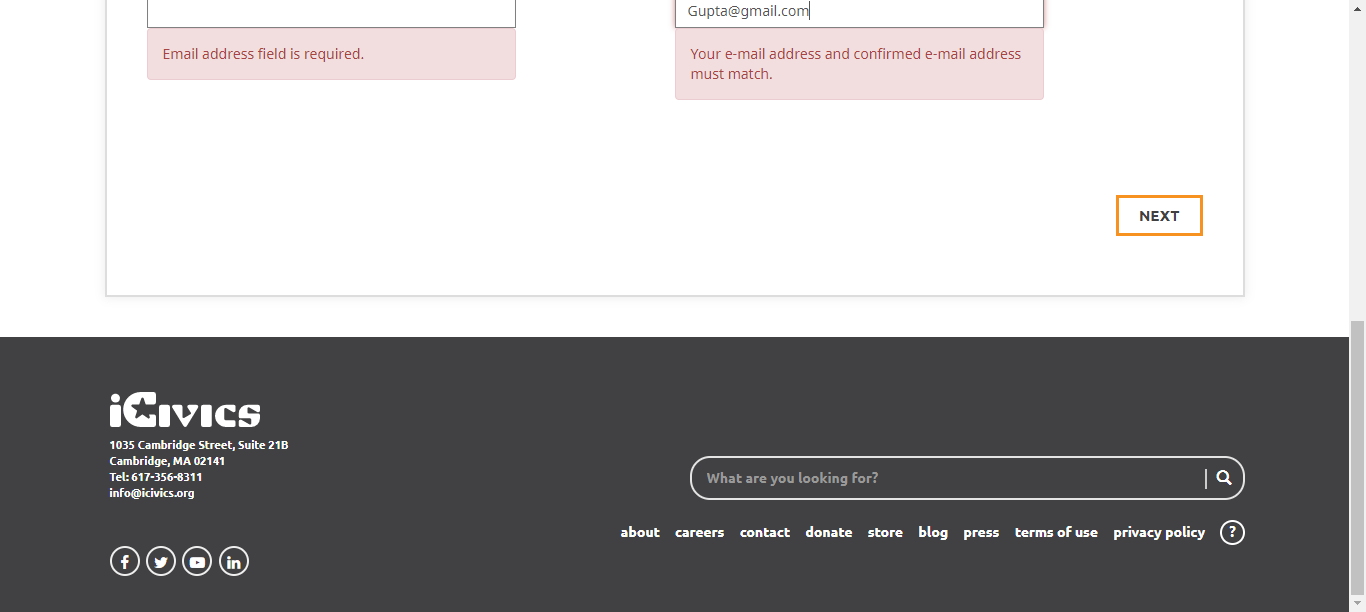 Gupta@gmail.com
Email address field is required.
Your e-mail address and confirmed e-mail address
must match.
NEXT
iCivics
1035 Cambridge Street, Suite 21B
Cambridge, MA 02141
Tel: 617-356-8311
info@icivics.org
What are you looking for?
about careers contact donate store blog press terms of use privacy policy ?